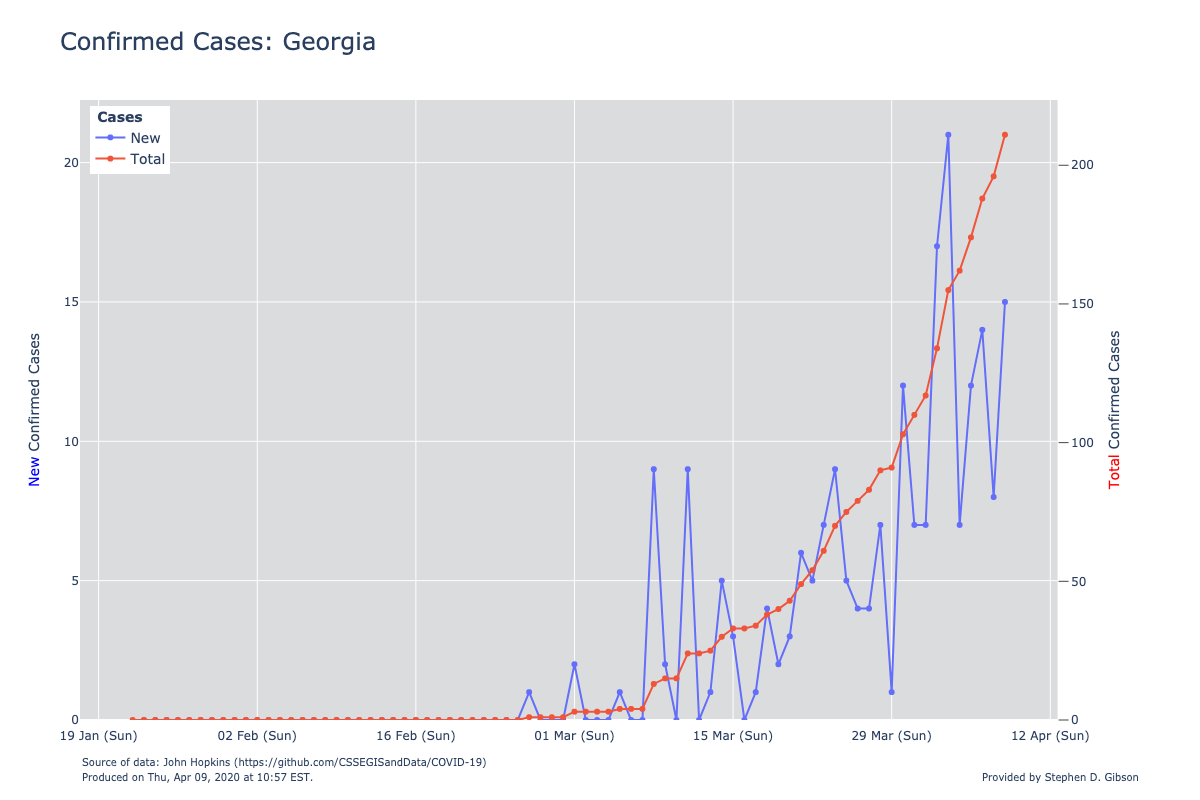 Confirmed Cases: Georgia
Cases
New
Total
20
15
10
5
0
200
150
100
50
0
New Confirmed Cases
Total Confirmed Cases
19 Jan (Sun)
02 Feb (Sun)
16 Feb (Sun)
01 Mar (Sun)
15 Mar (Sun)
29 Mar (Sun)
12 Apr (Sun)
Source of data: John Hopkins (https://github.com/CSSEGISandData/COVID-19)
Produced on Thu, Apr 09, 2020 at 10:57 EST.
Provided by Stephen D. Gibson